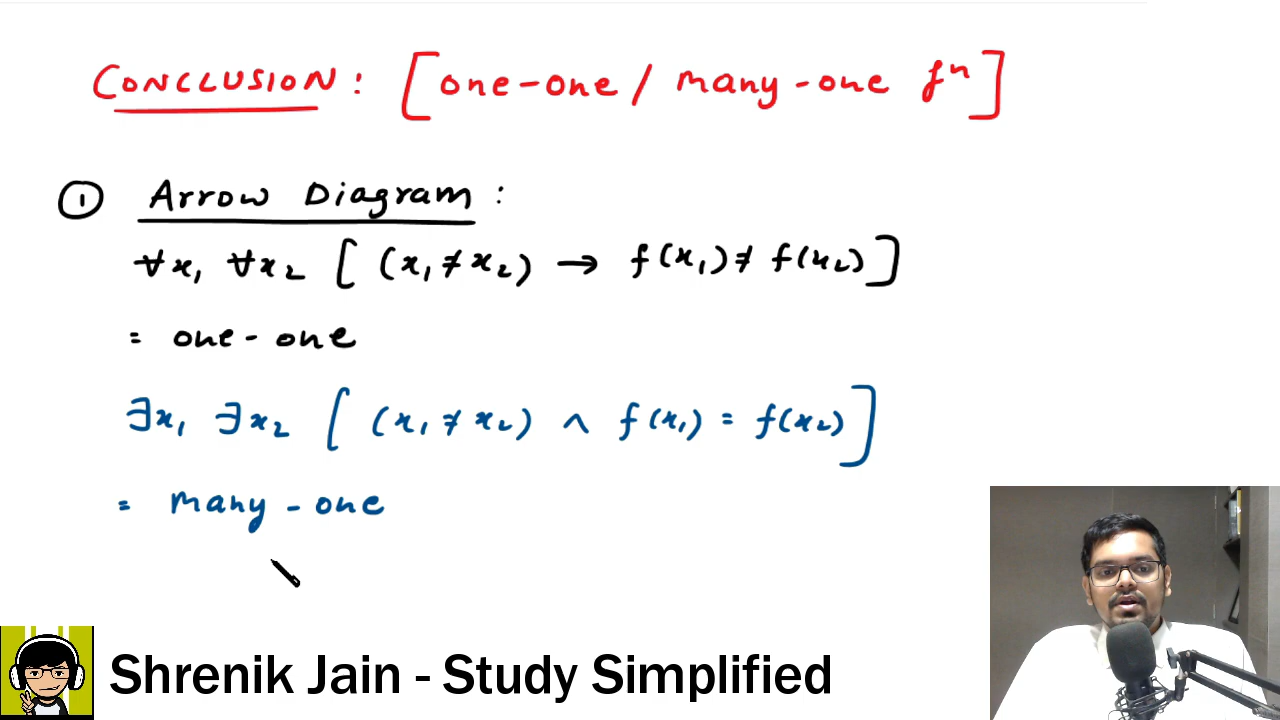 CONCLUSION: [one-one / many-one fⁿ]
① Arrow Diagram:
∀x₁ ∀x₂ [(x₁ ≠ x₂) → f(x₁) ≠ f(x₂)]
= one-one
∃x₁ ∃x₂ [(x₁ ≠ x₂) ∧ f(x₁) = f(x₂)]
= many-one
Shrenik Jain - Study Simplified